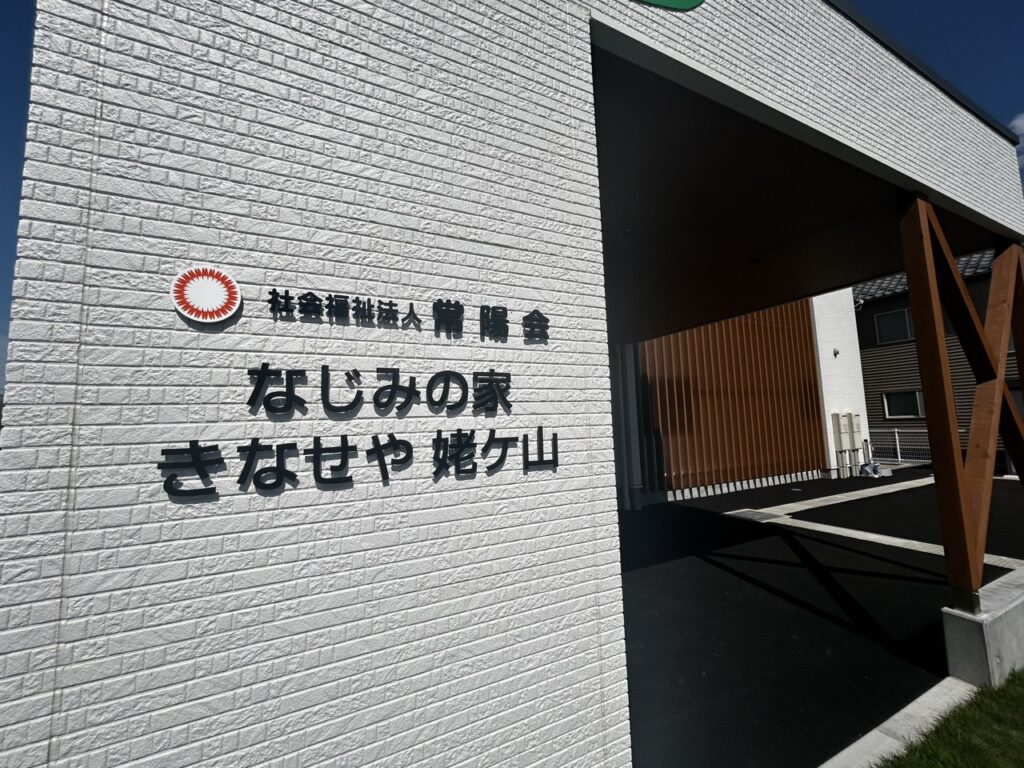 社会福祉法人 常陽会
なじみの家
きなせや 姥ケ山